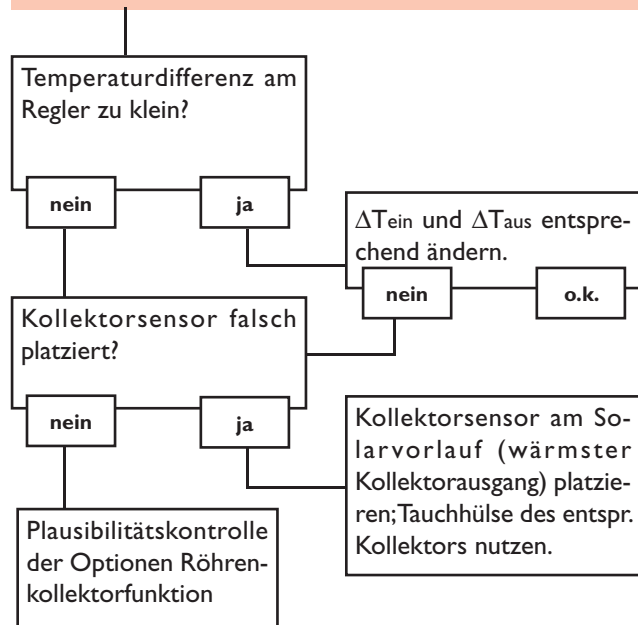 Temperaturdifferenz am
Regler zu klein?
nein
ja
ΔTein und ΔTaus entspre-
chend ändern.
nein
o.k.
Kollektorsensor falsch
platziert?
nein
ja
Kollektorsensor am So-
larvorlauf (wärmster
Kollektorausgang) platzie-
ren;Tauchhülse des entspr.
Kollektors nutzen.
Plausibilitätskontrolle
der Optionen Röhren-
kollektorfunktion